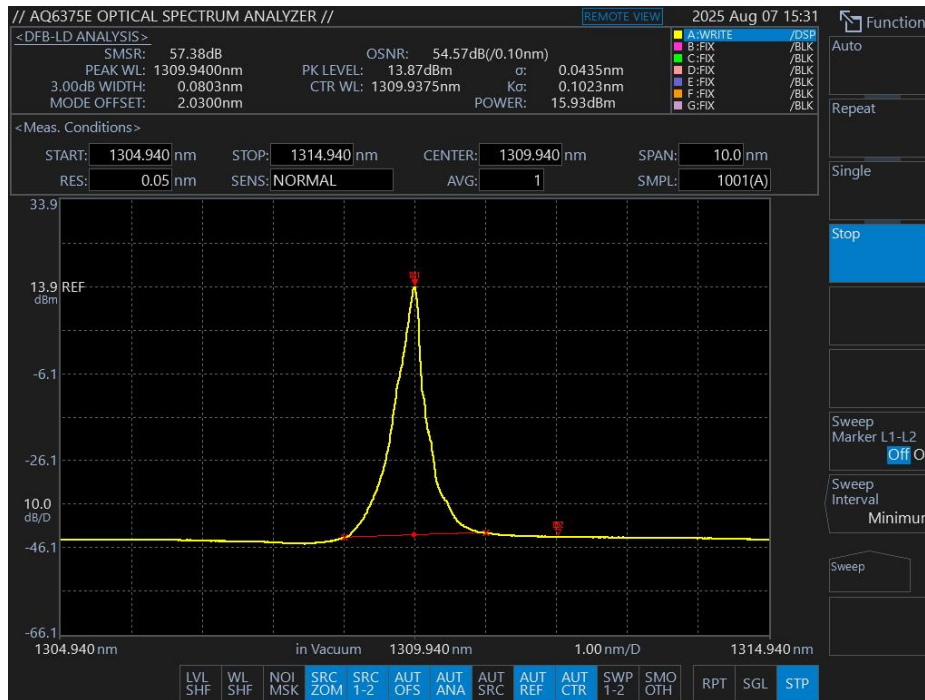 // AQ6375E OPTICAL SPECTRUM ANALYZER // REMOTE VIEW 2025 Aug 07 15:31 Function
<DFB-LD ANALYSIS>
SMSR: 57.38dB OSNR: 54.57dB(/0.10nm)
PEAK WL: 1309.9400nm PK LEVEL: 13.87dBm σ: 0.0435nm
3.00dB WIDTH: 0.0803nm CTR WL: 1309.9375nm Kσ: 0.1023nm
MODE OFFSET: 2.0300nm POWER: 15.93dBm
A:WRITE /DSP
B:FIX /BLK
C:FIX /BLK
D:FIX /BLK
E:FIX /BLK
F:FIX /BLK
G:FIX /BLK
<Meas. Conditions>
START: 1304.940 nm STOP: 1314.940 nm CENTER: 1309.940 nm SPAN: 10.0 nm
RES: 0.05 nm SENS: NORMAL AVG: 1 SMPL: 1001(A)
33.9
13.9 REF
dBm
-6.1
-26.1
10.0
dB/D
-46.1
-66.1
1304.940 nm in Vacuum 1309.940 nm 1.00 nm/D 1314.940 nm
Auto
Repeat
Single
Stop
Sweep
Marker L1-L2
Off O
Sweep
Interval
Minimum
Sweep
LVL SHF
WL SHF
NOI MSK
SRC ZOM
SRC 1-2
AUT OFS
AUT ANA
AUT SRC
AUT REF
AUT CTR
SWP 1-2
SMO OTH
RPT
SGL
STP